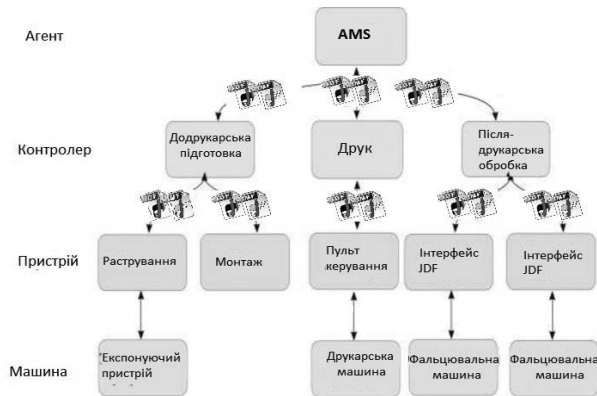 Агент
AMS
Контролер
Додрукарська
підготовка
Друк
Після-
друкарська
обробка
Пристрій
Растрування
Монтаж
Пульт
керування
Інтерфейс
JDF
Інтерфейс
JDF
Машина
Експонуючий
пристрій
Друкарська
машина
Фальцювальна
машина
Фальцювальна
машина